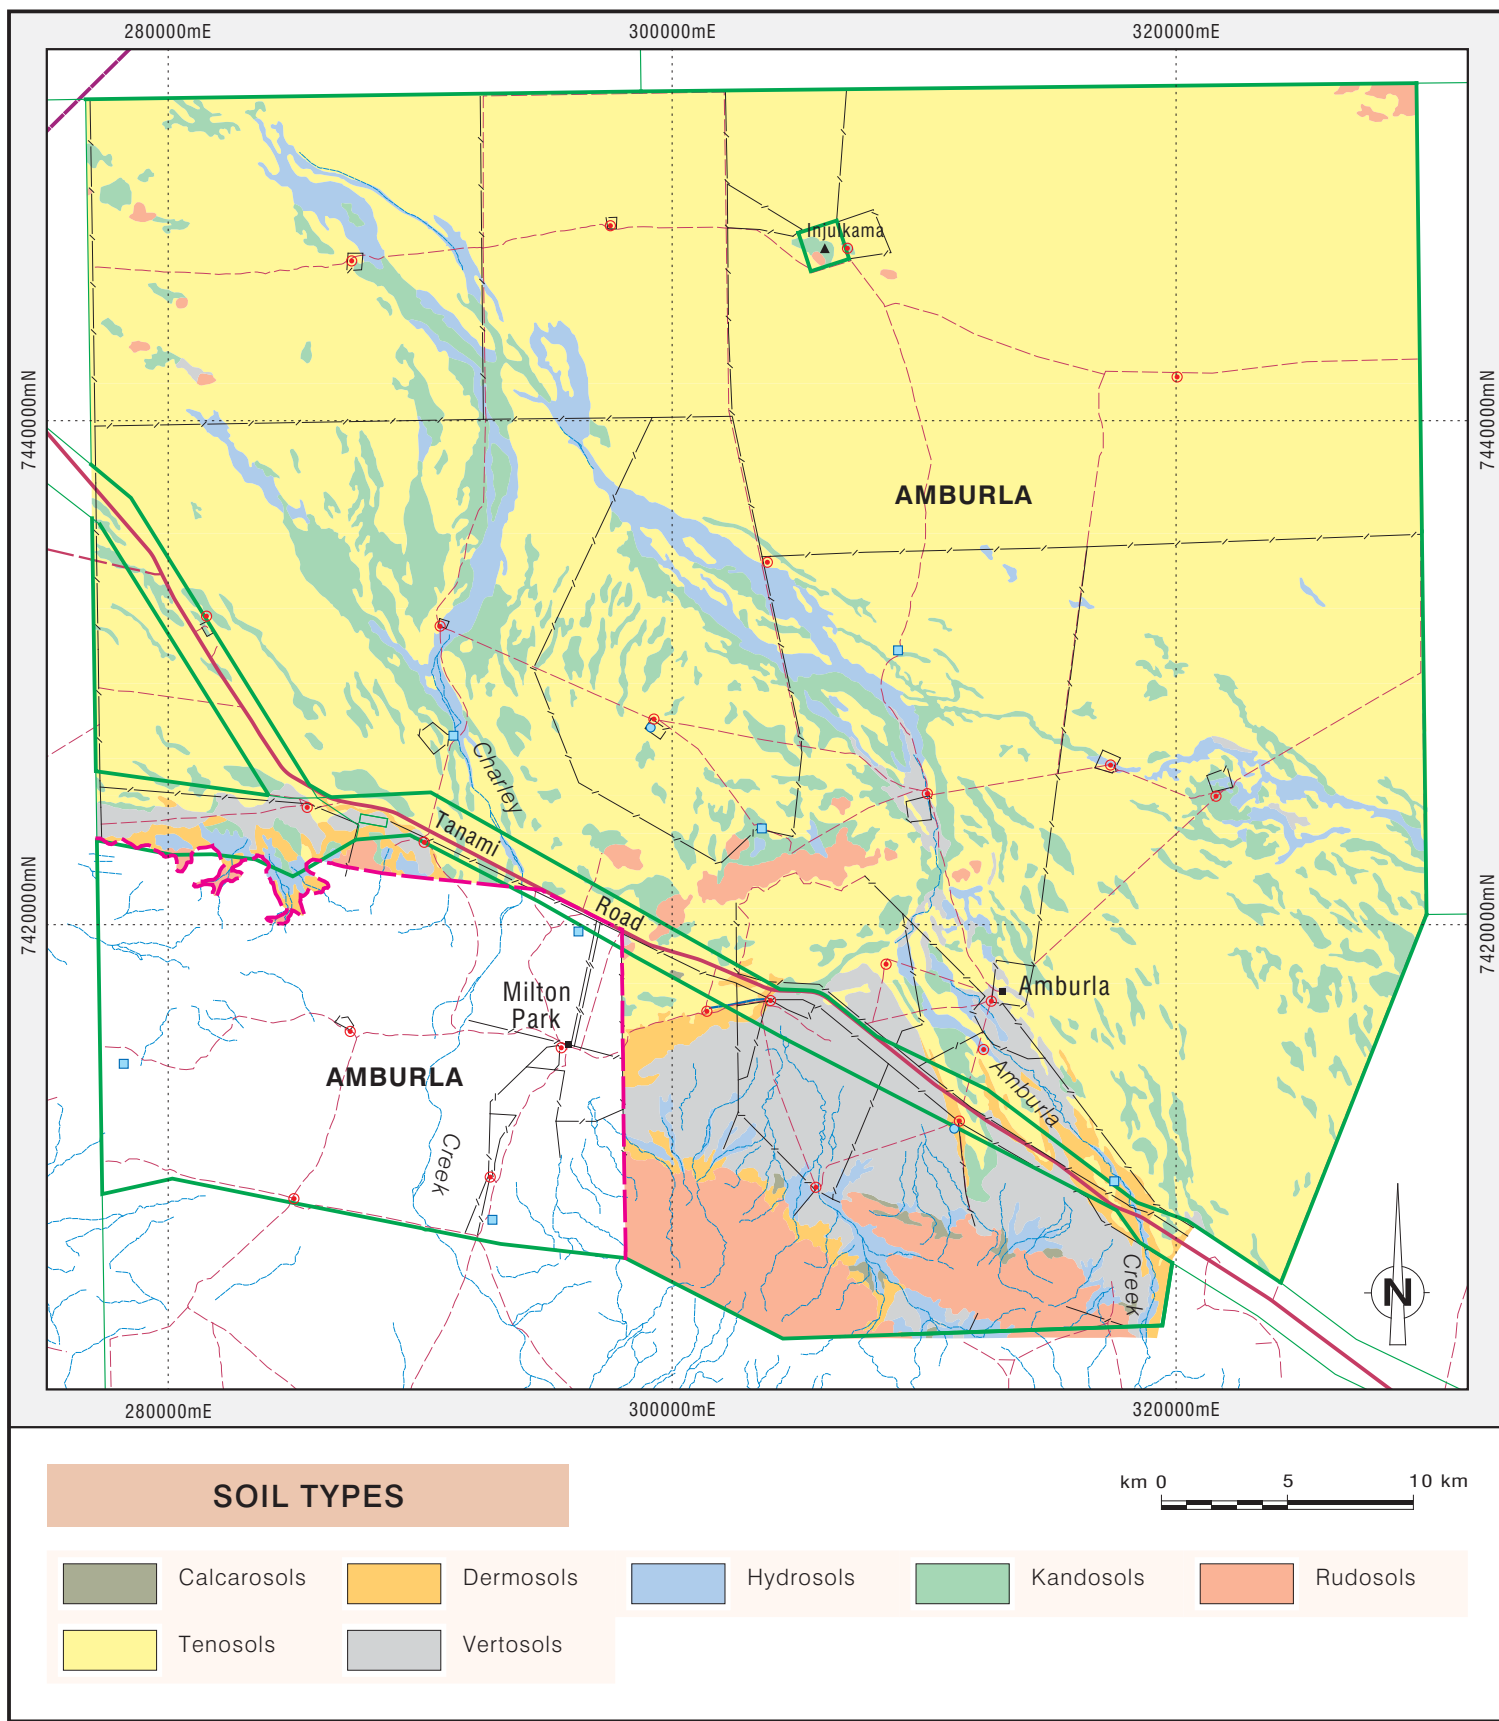 280000mE 300000mE 320000mE
Injulkama
7440000mN 7440000mN
AMBURLA
Charley
Tanami
Road
7420000mN 7420000mN
Milton
Park
Amburla
AMBURLA
Amburla
Creek
Creek
N
280000mE 300000mE 320000mE
SOIL TYPES
km 0 5 10 km
Calcarosols Dermosols Hydrosols Kandosols Rudosols
Tenosols Vertosols